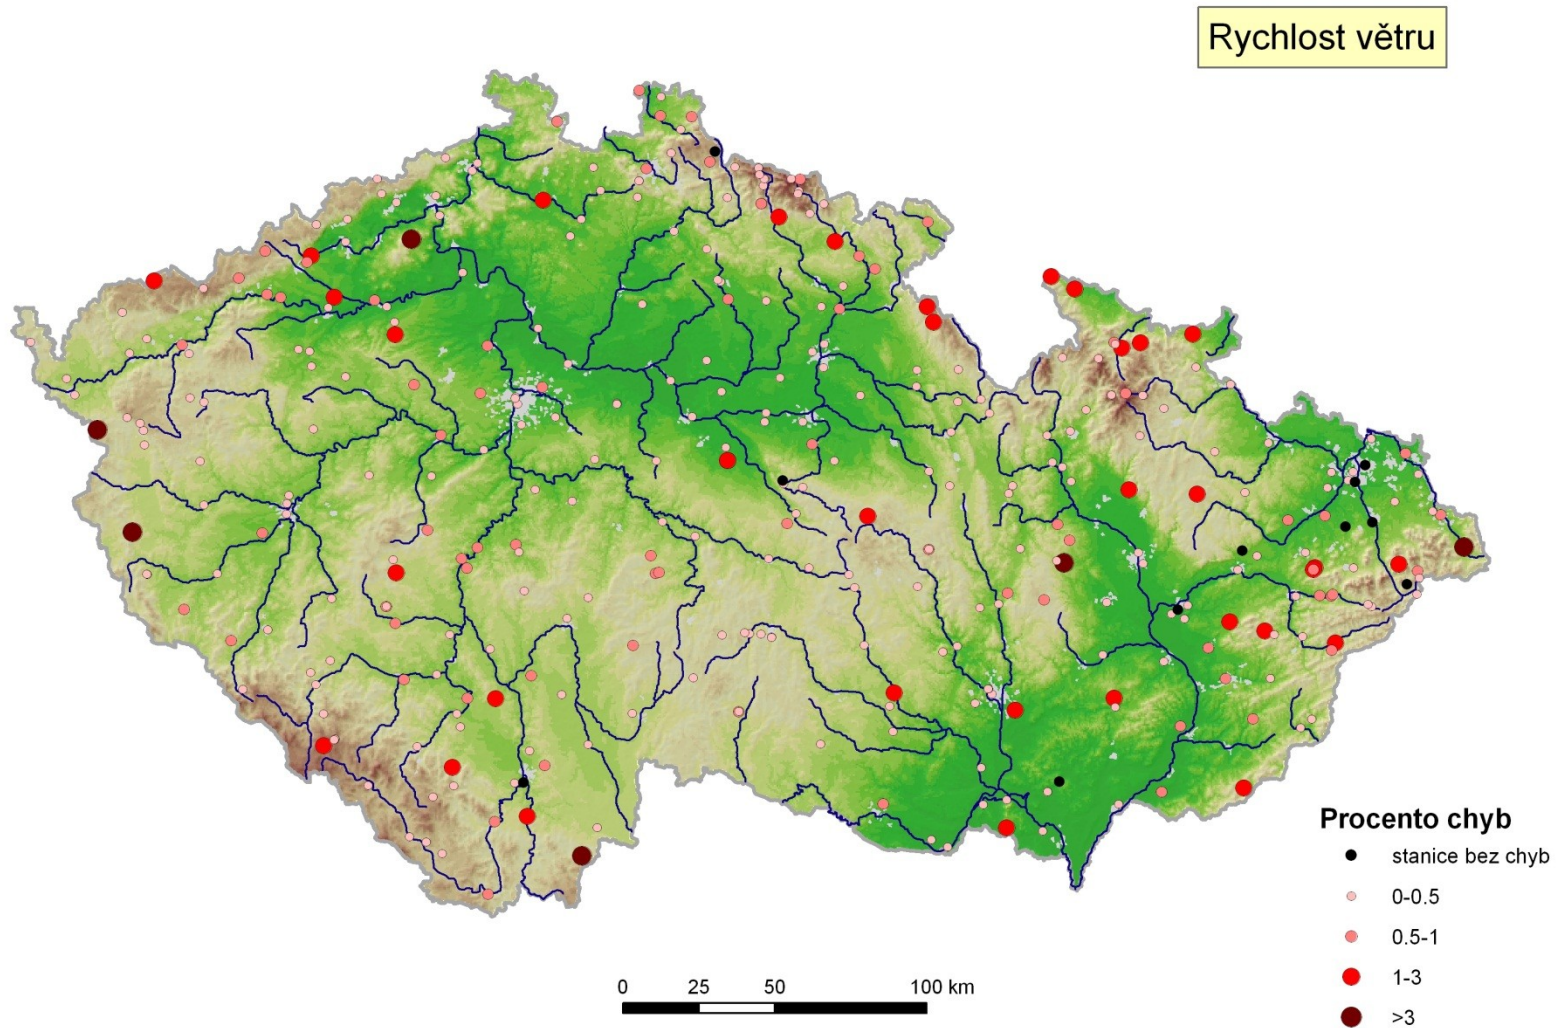 Rychlost větru
Procento chyb
stanice bez chyb
0-0.5
0.5-1
1-3
>3
0 25 50 100 km